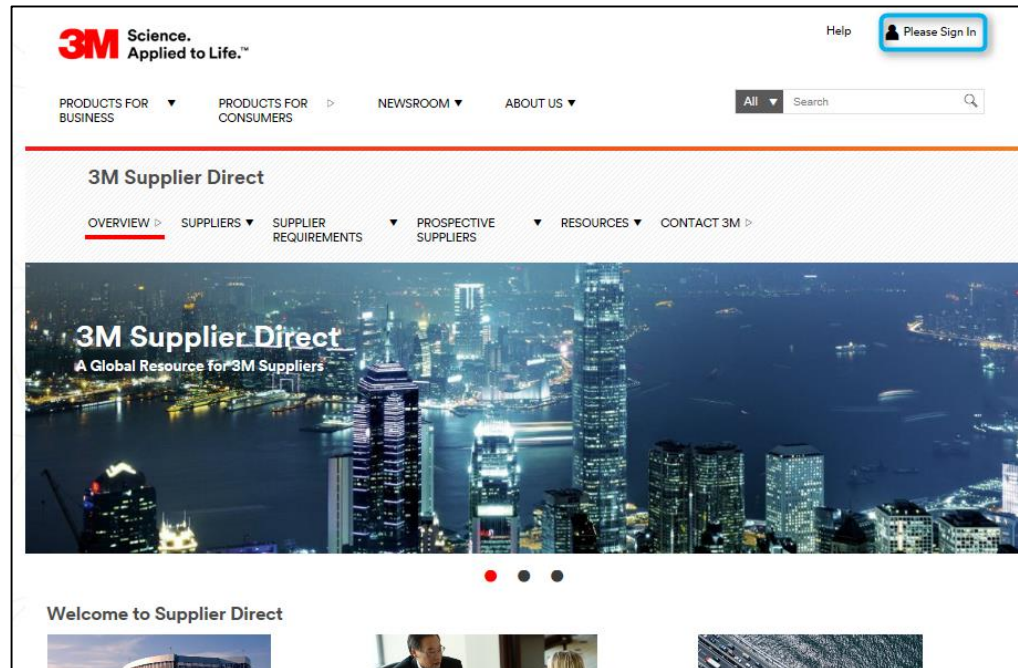 3M Science.
Applied to Life.™
Help
Please Sign In
PRODUCTS FOR
BUSINESS
PRODUCTS FOR
CONSUMERS
NEWSROOM
ABOUT US
All
Search
3M Supplier Direct
OVERVIEW
SUPPLIERS
SUPPLIER
REQUIREMENTS
PROSPECTIVE
SUPPLIERS
RESOURCES
CONTACT 3M
3M Supplier Direct
A Global Resource for 3M Suppliers
Welcome to Supplier Direct